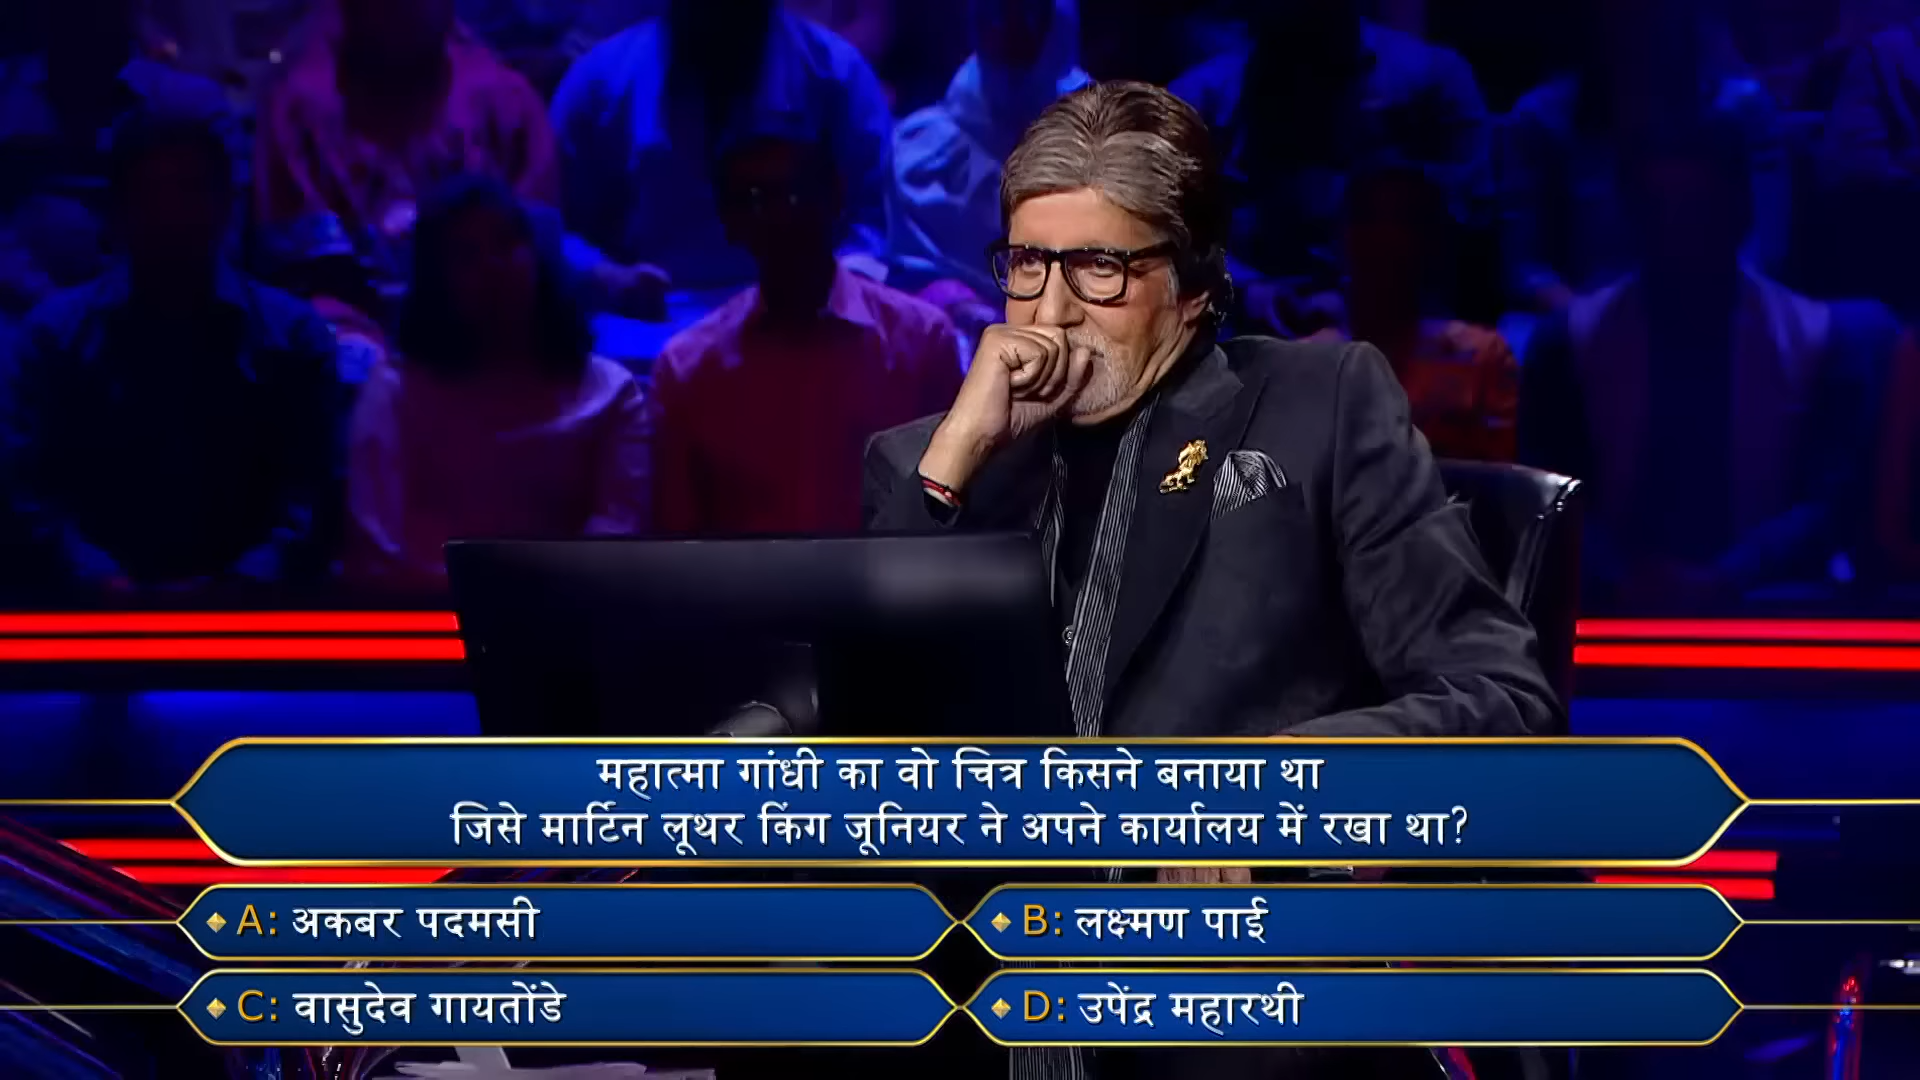 महात्मा गांधी का वो चित्र किसने बनाया था
जिसे मार्टिन लूथर किंग जूनियर ने अपने कार्यालय में रखा था?
A: अकबर पदमसी
B: लक्ष्मण पाई
C: वासुदेव गायतोंडे
D: उपेंद्र महारथी